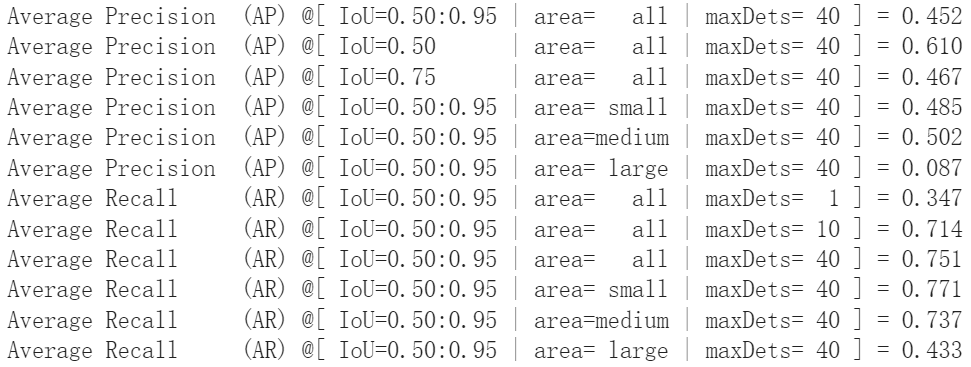 Average Precision  (AP) @[ IoU=0.50:0.95 | area=   all | maxDets= 40 ] = 0.452
Average Precision  (AP) @[ IoU=0.50      | area=   all | maxDets= 40 ] = 0.610
Average Precision  (AP) @[ IoU=0.75      | area=   all | maxDets= 40 ] = 0.467
Average Precision  (AP) @[ IoU=0.50:0.95 | area= small | maxDets= 40 ] = 0.485
Average Precision  (AP) @[ IoU=0.50:0.95 | area=medium | maxDets= 40 ] = 0.502
Average Precision  (AP) @[ IoU=0.50:0.95 | area= large | maxDets= 40 ] = 0.087
Average Recall     (AR) @[ IoU=0.50:0.95 | area=   all | maxDets=  1 ] = 0.347
Average Recall     (AR) @[ IoU=0.50:0.95 | area=   all | maxDets= 10 ] = 0.714
Average Recall     (AR) @[ IoU=0.50:0.95 | area=   all | maxDets= 40 ] = 0.751
Average Recall     (AR) @[ IoU=0.50:0.95 | area= small | maxDets= 40 ] = 0.771
Average Recall     (AR) @[ IoU=0.50:0.95 | area=medium | maxDets= 40 ] = 0.737
Average Recall     (AR) @[ IoU=0.50:0.95 | area= large | maxDets= 40 ] = 0.433